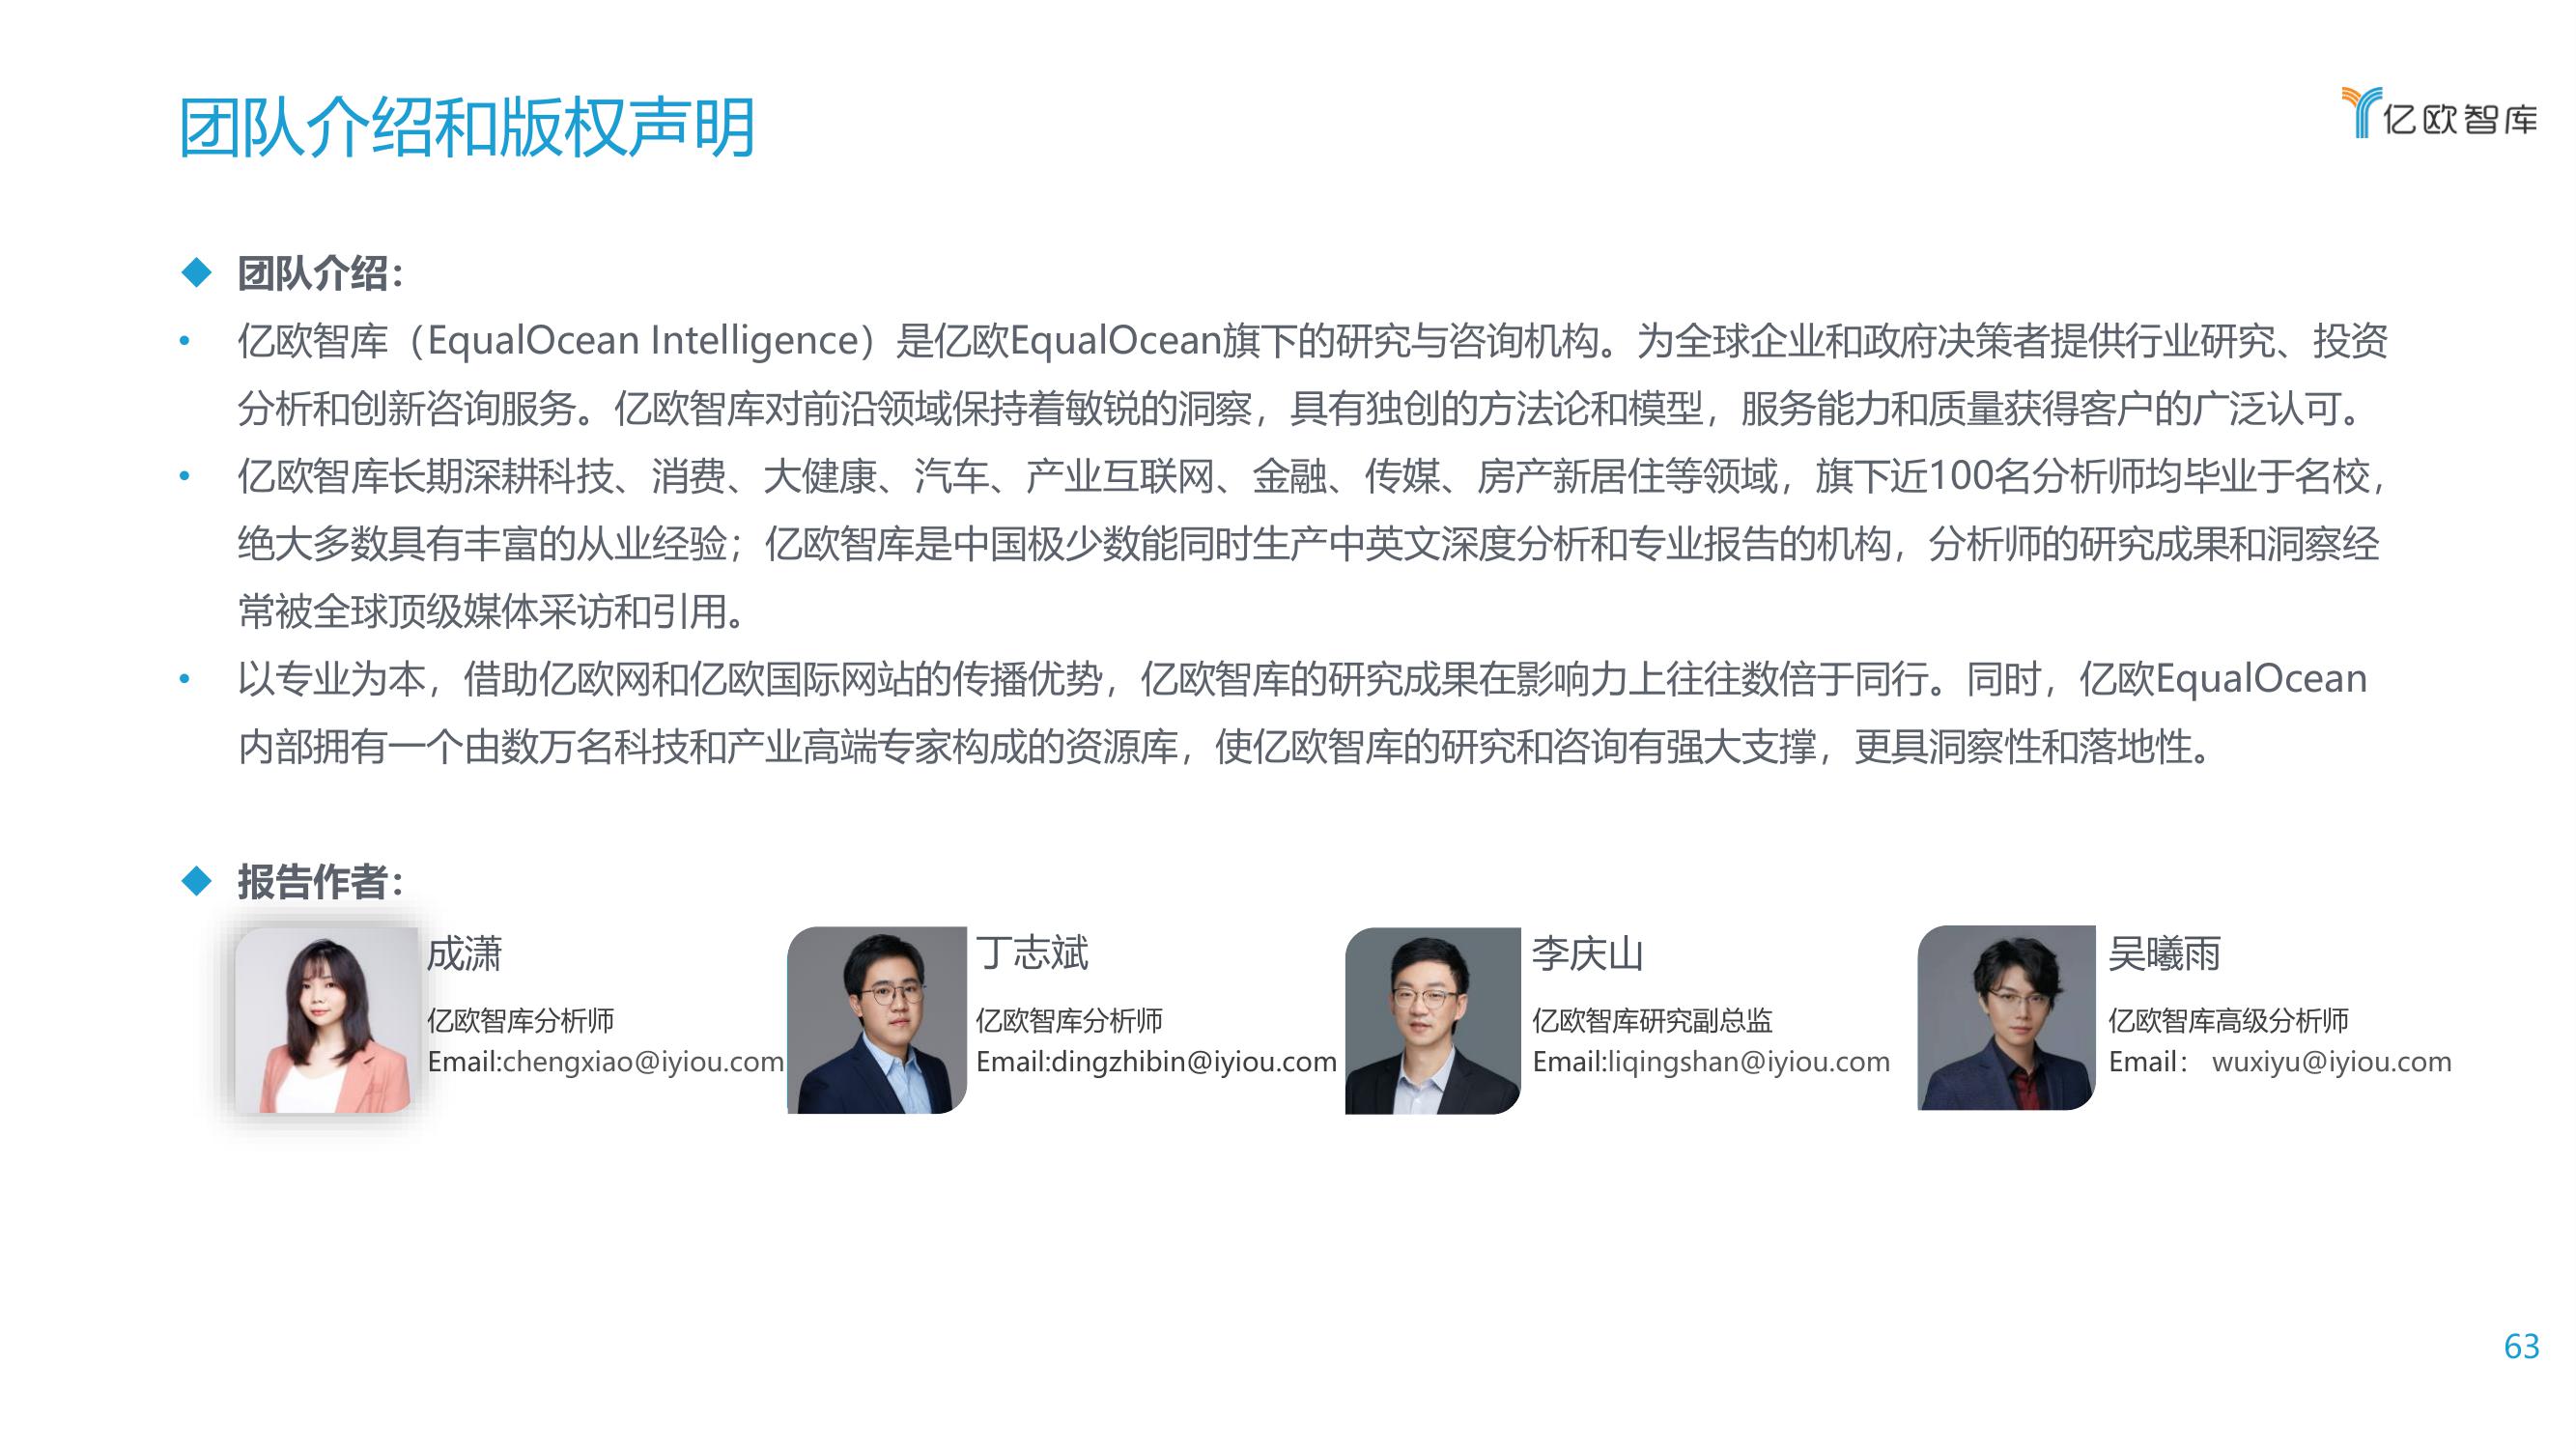 团队介绍和版权声明
亿欧智库
◆ 团队介绍：
• 亿欧智库（EqualOcean Intelligence）是亿欧EqualOcean旗下的研究与咨询机构。为全球企业和政府决策者提供行业研究、投资
分析和创新咨询服务。亿欧智库对前沿领域保持着敏锐的洞察，具有独创的方法论和模型，服务能力和质量获得客户的广泛认可。
• 亿欧智库长期深耕科技、消费、大健康、汽车、产业互联网、金融、传媒、房产新居住等领域，旗下近100名分析师均毕业于名校，
绝大多数具有丰富的从业经验；亿欧智库是中国极少数能同时生产中英文深度分析和专业报告的机构，分析师的研究成果和洞察经
常被全球顶级媒体采访和引用。
• 以专业为本，借助亿欧网和亿欧国际网站的传播优势，亿欧智库的研究成果在影响力上往往数倍于同行。同时，亿欧EqualOcean
内部拥有一个由数万名科技和产业高端专家构成的资源库，使亿欧智库的研究和咨询有强大支撑，更具洞察性和落地性。
◆ 报告作者：
成潇
亿欧智库分析师
Email:chengxiao@iyiou.com
丁志斌
亿欧智库分析师
Email:dingzhibin@iyiou.com
李庆山
亿欧智库研究副总监
Email:liqingshan@iyiou.com
吴曦雨
亿欧智库高级分析师
Email： wuxiyu@iyiou.com
63